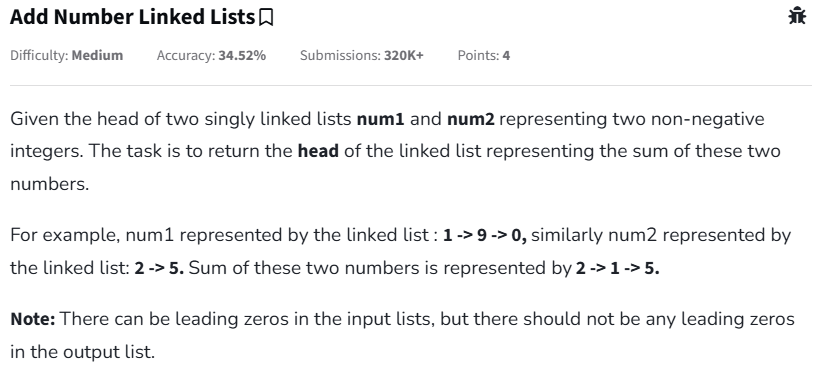 Add Number Linked Lists
Difficulty: Medium Accuracy: 34.52% Submissions: 320K+ Points: 4
Given the head of two singly linked lists num1 and num2 representing two non-negative
integers. The task is to return the head of the linked list representing the sum of these two
numbers.
For example, num1 represented by the linked list : 1 -> 9 -> 0, similarly num2 represented by
the linked list: 2 -> 5. Sum of these two numbers is represented by 2 -> 1 -> 5.
Note: There can be leading zeros in the input lists, but there should not be any leading zeros
in the output list.